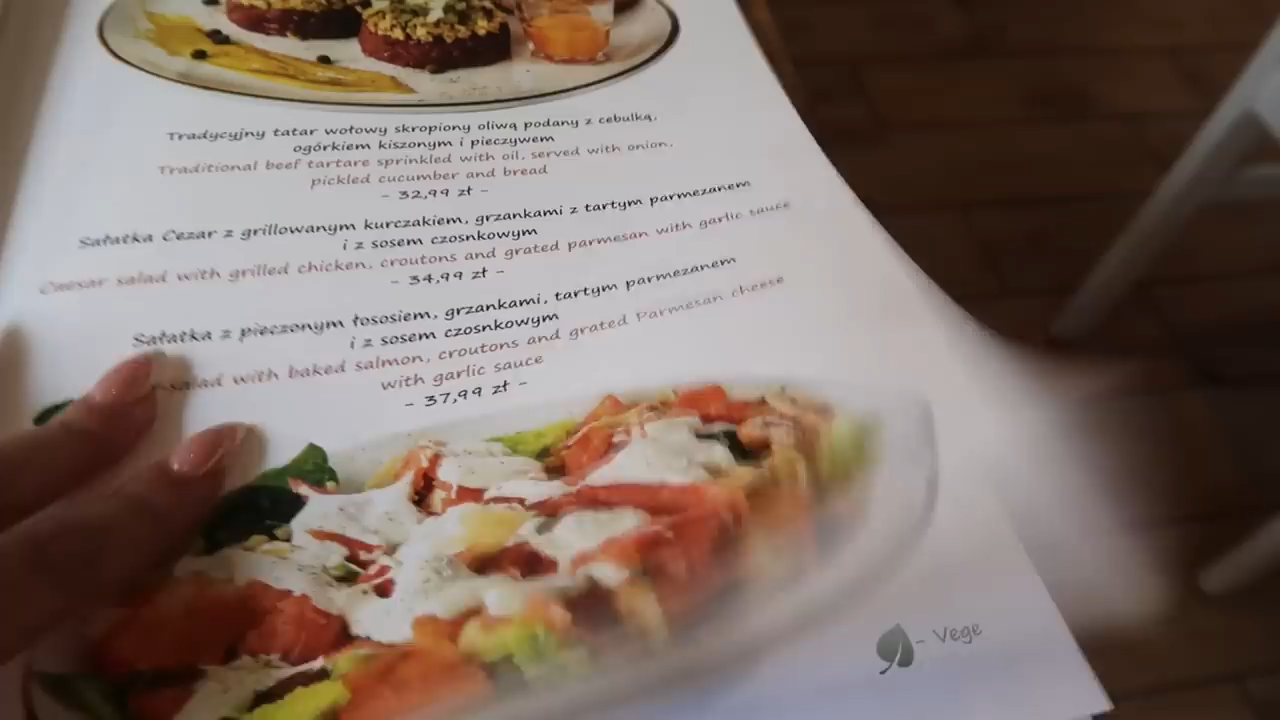 Tradycyjny tatar wołowy skropiony oliwą podany z cebulką,
ogórkiem kiszonym i pieczywem
Traditional beef tartare sprinkled with oil, served with onion,
pickled cucumber and bread
- 32,99 zł -
Sałatka Cezar z grillowanym kurczakiem, grzankami z tartym parmezanem
i z sosem czosnkowym
Caesar salad with grilled chicken, croutons and grated parmesan with garlic sauce
- 34,99 zł -
Sałatka z pieczonym łososiem, grzankami, tartym parmezanem
i z sosem czosnkowym
Salad with baked salmon, croutons and grated Parmesan cheese
with garlic sauce
- 37,99 zł -
- Vege